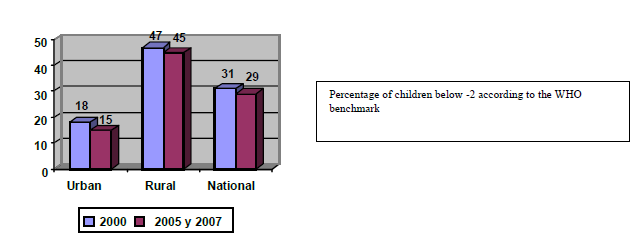 47 45
50
40
31 29
30
18
15
20
10
0
Urban Rural National
2000 2005 y 2007
Percentage of children below -2 according to the WHO
benchmark